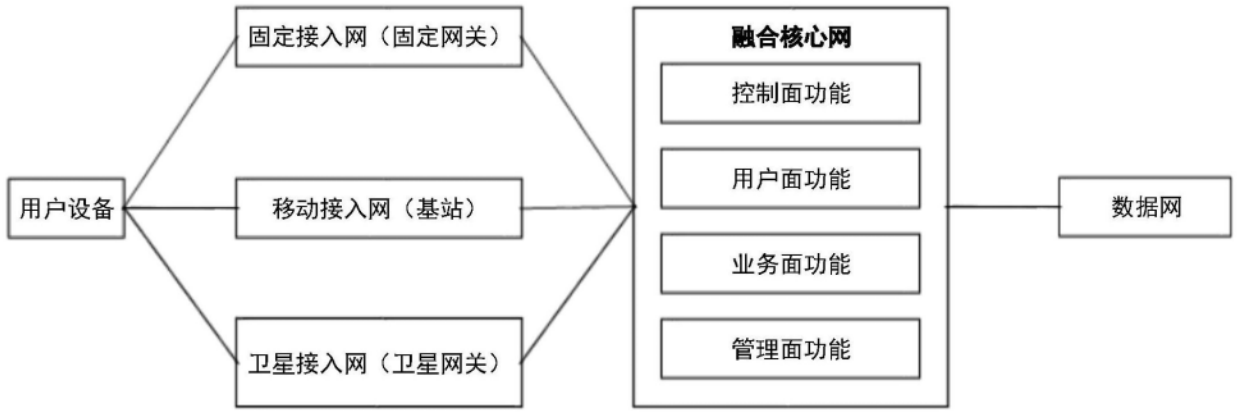 固定接入网（固定网关）
融合核心网
控制面功能
用户设备
移动接入网（基站）
用户面功能
数据网
业务面功能
卫星接入网（卫星网关）
管理面功能